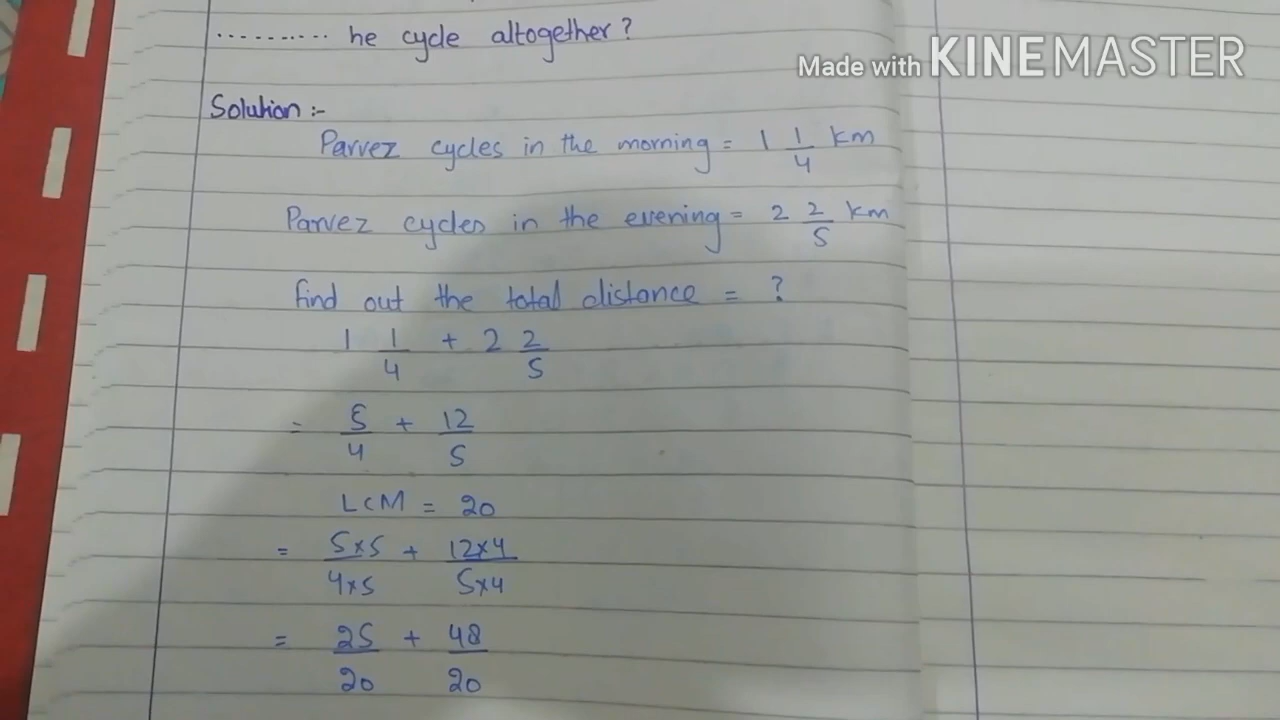 .......... he cycle altogether?
Made with KINEMASTER
Solution :-
Parvez cycles in the morning = 1 1/4 km
Parvez cycles in the evening = 2 2/5 km
find out the total distance = ?
1 1/4 + 2 2/5
= 5/4 + 12/5
LCM = 20
= 5×5/4×5 + 12×4/5×4
= 25/20 + 48/20